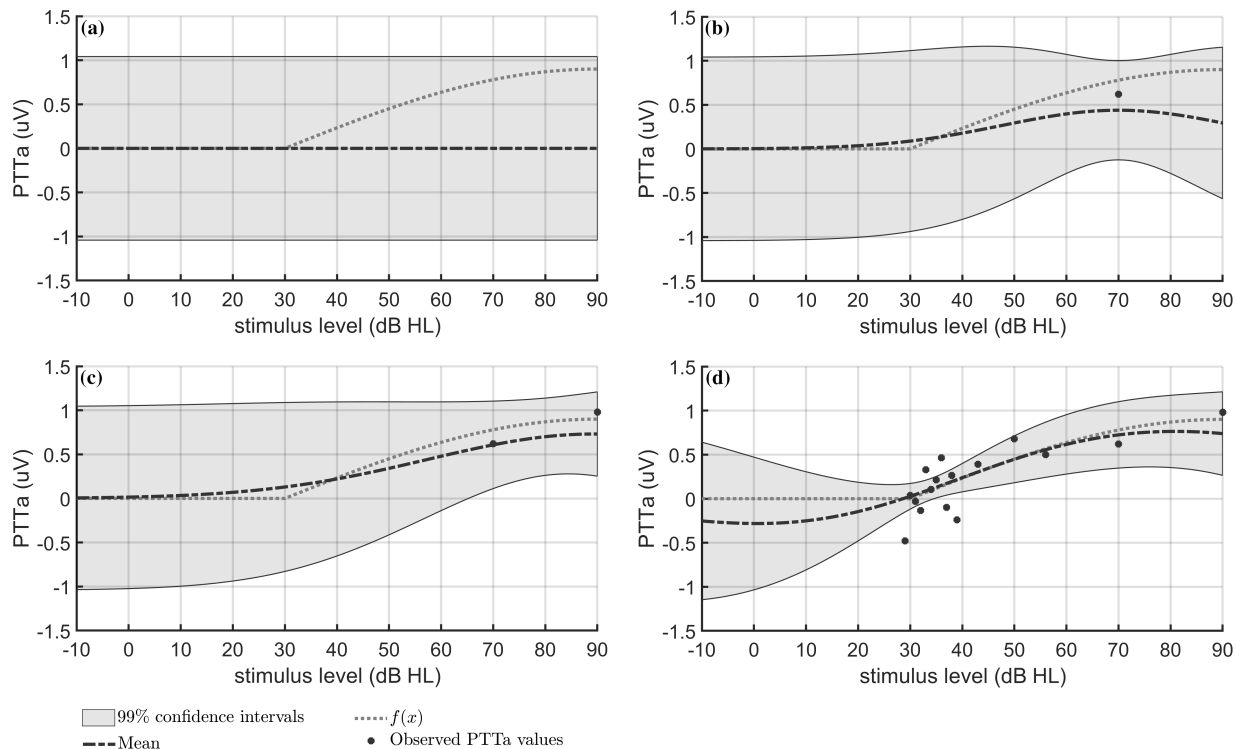 (a)
1.5
1
0.5
0
-0.5
-1
-1.5
PTTa (uV)
-10 0 10 20 30 40 50 60 70 80 90
stimulus level (dB HL)
(b)
1.5
1
0.5
0
-0.5
-1
-1.5
PTTa (uV)
-10 0 10 20 30 40 50 60 70 80 90
stimulus level (dB HL)
(c)
1.5
1
0.5
0
-0.5
-1
-1.5
PTTa (uV)
-10 0 10 20 30 40 50 60 70 80 90
stimulus level (dB HL)
(d)
1.5
1
0.5
0
-0.5
-1
-1.5
PTTa (uV)
-10 0 10 20 30 40 50 60 70 80 90
stimulus level (dB HL)
99% confidence intervals
f(x)
Mean
Observed PTTa values